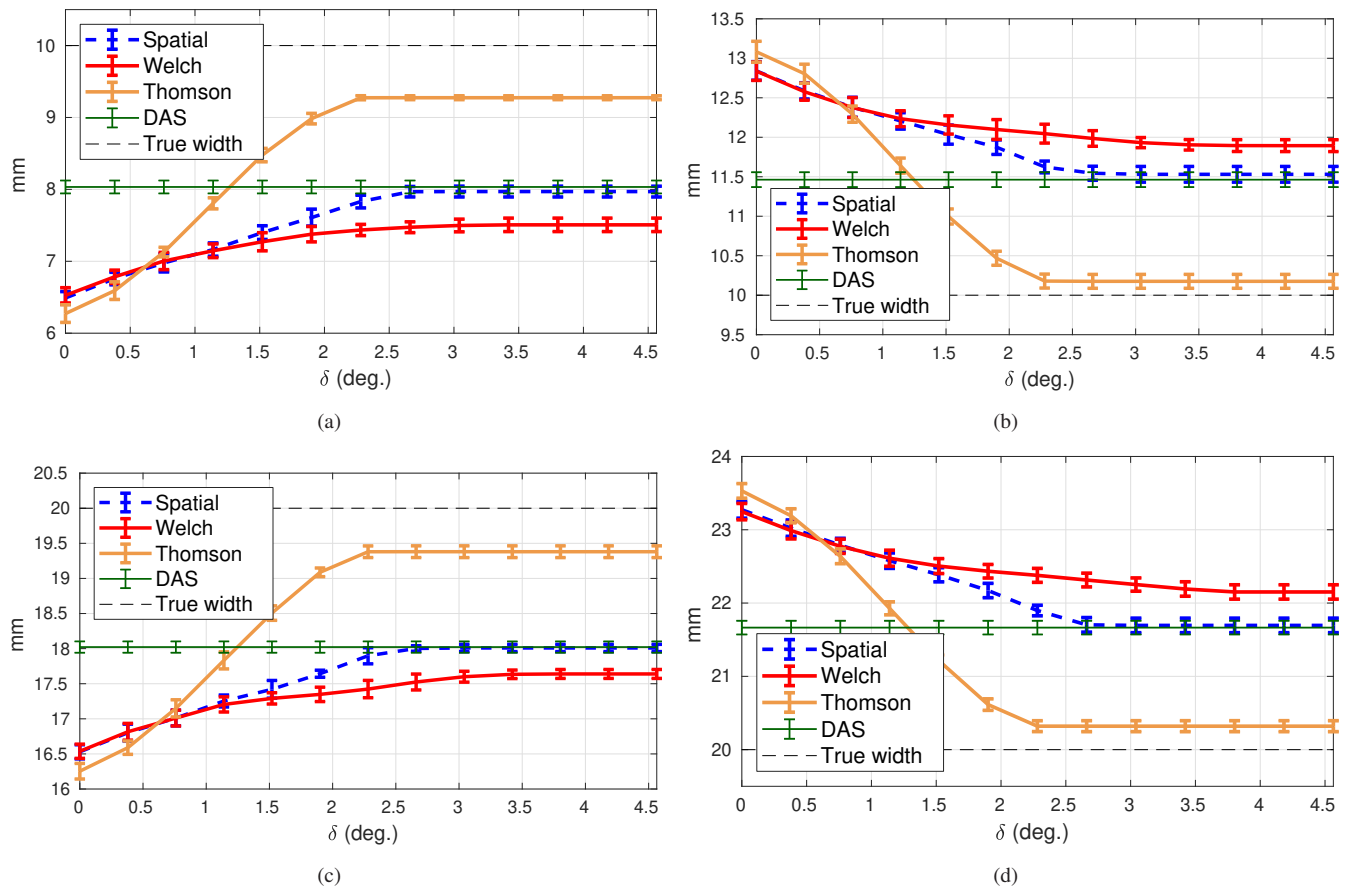 10
9
8
7
6
mm
Spatial
Welch
Thomson
DAS
True width
0 0.5 1 1.5 2 2.5 3 3.5 4 4.5
δ (deg.)
(a)
13.5
13
12.5
12
11.5
11
10.5
10
9.5
mm
Spatial
Welch
Thomson
DAS
True width
0 0.5 1 1.5 2 2.5 3 3.5 4 4.5
δ (deg.)
(b)
20.5
20
19.5
19
18.5
18
17.5
17
16.5
16
mm
Spatial
Welch
Thomson
DAS
True width
0 0.5 1 1.5 2 2.5 3 3.5 4 4.5
δ (deg.)
(c)
24
23
22
21
20
mm
Spatial
Welch
Thomson
DAS
True width
0 0.5 1 1.5 2 2.5 3 3.5 4 4.5
δ (deg.)
(d)